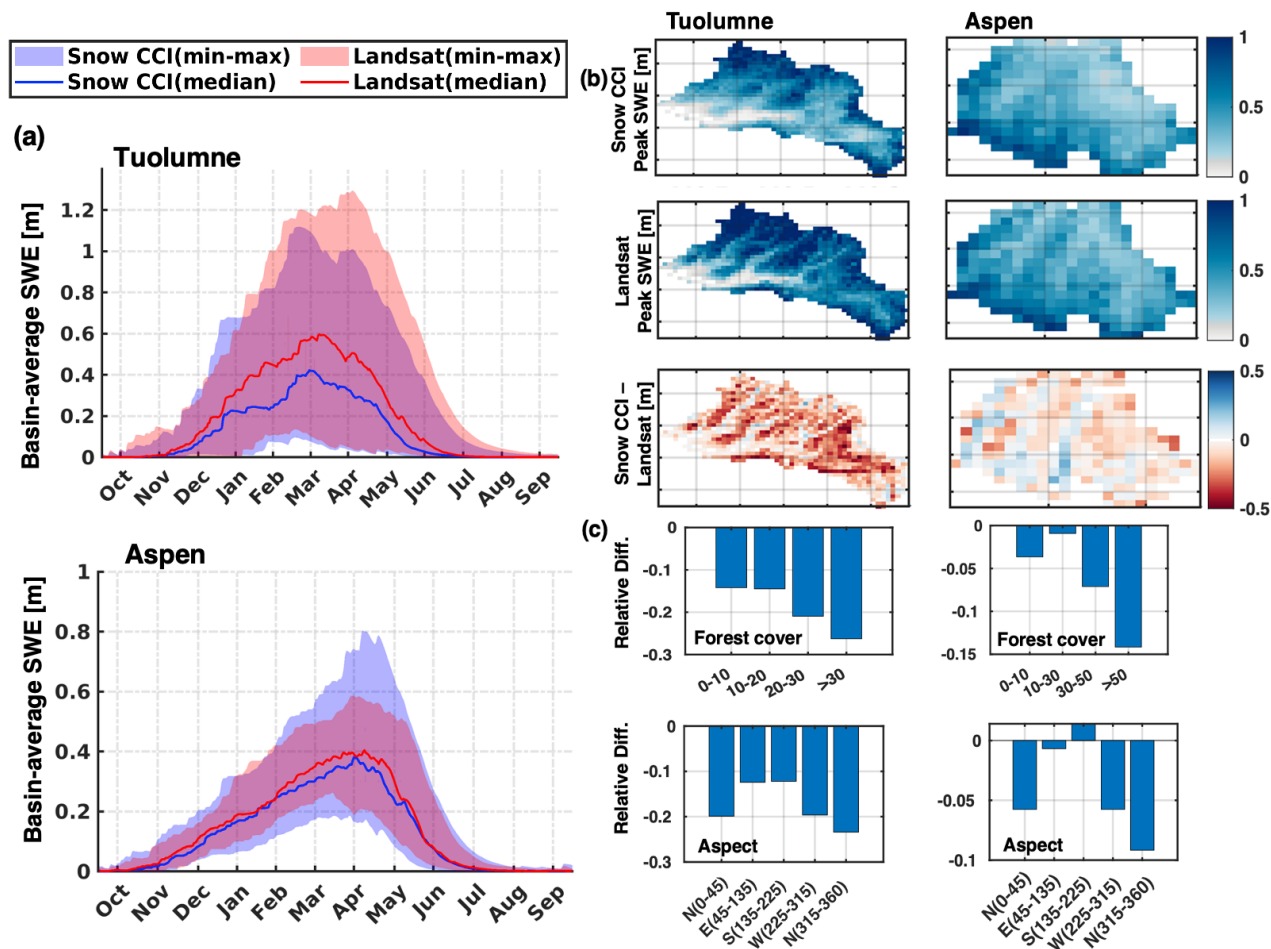 Snow CCI(min-max)
Landsat(min-max)
Snow CCI(median)
Landsat(median)
(a)
Tuolumne
Basin-average SWE [m]
1.2
1
0.8
0.6
0.4
0.2
0
Oct
Nov
Dec
Jan
Feb
Mar
Apr
May
Jun
Jul
Aug
Sep
Aspen
Basin-average SWE [m]
1
0.8
0.6
0.4
0.2
0
Oct
Nov
Dec
Jan
Feb
Mar
Apr
May
Jun
Jul
Aug
Sep
(b)
Tuolumne
Aspen
Snow CCI
Peak SWE [m]
1
0.5
0
Landsat
Peak SWE [m]
1
0.5
0
Snow CCI –
Landsat [m]
0.5
0
-0.5
(c)
Relative Diff.
0
-0.1
-0.2
-0.3
Forest cover
0-10
10-20
20-30
>30
0
-0.05
-0.1
-0.15
Forest cover
0-10
10-30
30-50
>50
Relative Diff.
0
-0.1
-0.2
-0.3
Aspect
N(0-45)
E(45-135)
S(135-225)
W(225-315)
N(315-360)
0
-0.05
-0.1
Aspect
N(0-45)
E(45-135)
S(135-225)
W(225-315)
N(315-360)